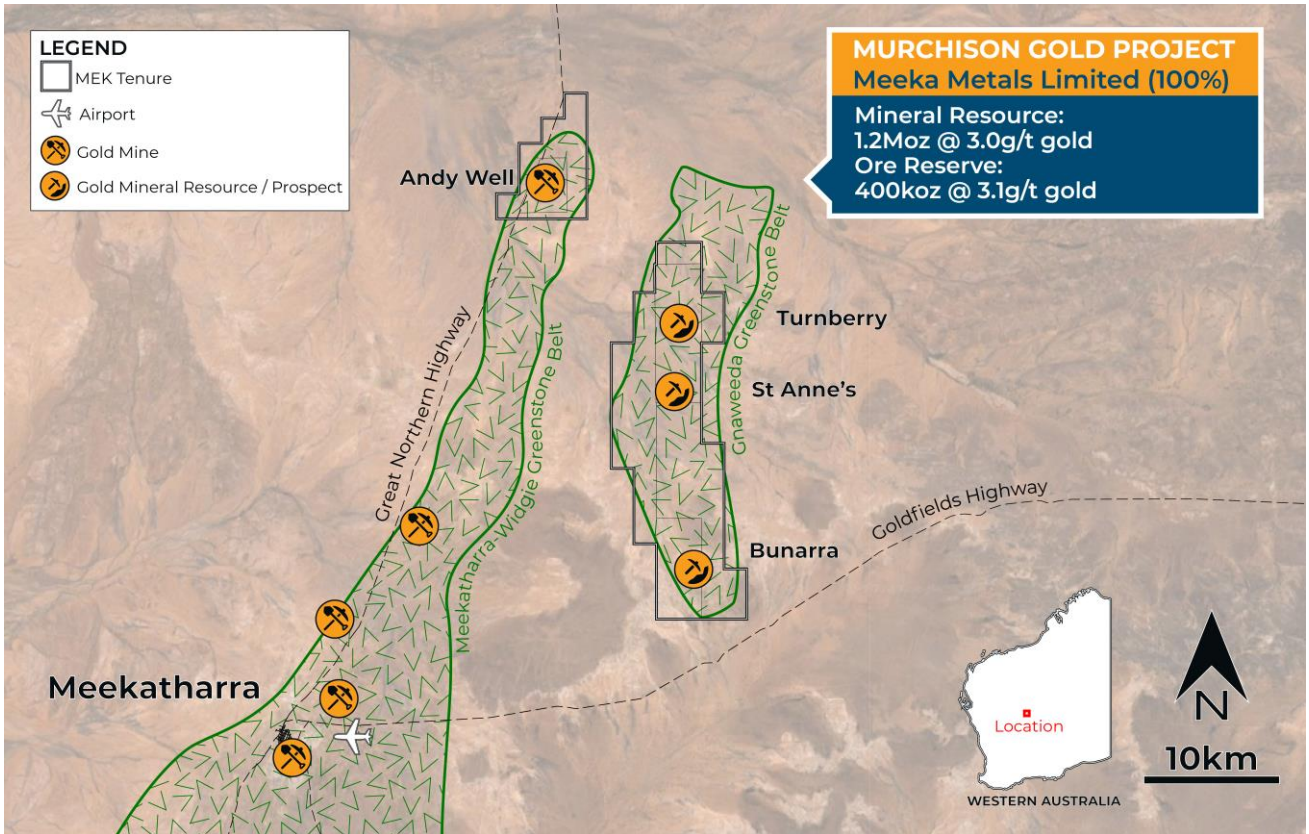 LEGEND
MEK Tenure
Airport
Gold Mine
Gold Mineral Resource / Prospect
MURCHISON GOLD PROJECT
Meeka Metals Limited (100%)
Mineral Resource:
1.2Moz @ 3.0g/t gold
Ore Reserve:
400koz @ 3.1g/t gold
Andy Well
Great Northern Highway
Meekatharra-Widgie Greenstone Belt
Gnaweeda Greenstone Belt
Turnberry
St Anne's
Bunarra
Goldfields Highway
Meekatharra
Location
WESTERN AUSTRALIA
N
10km